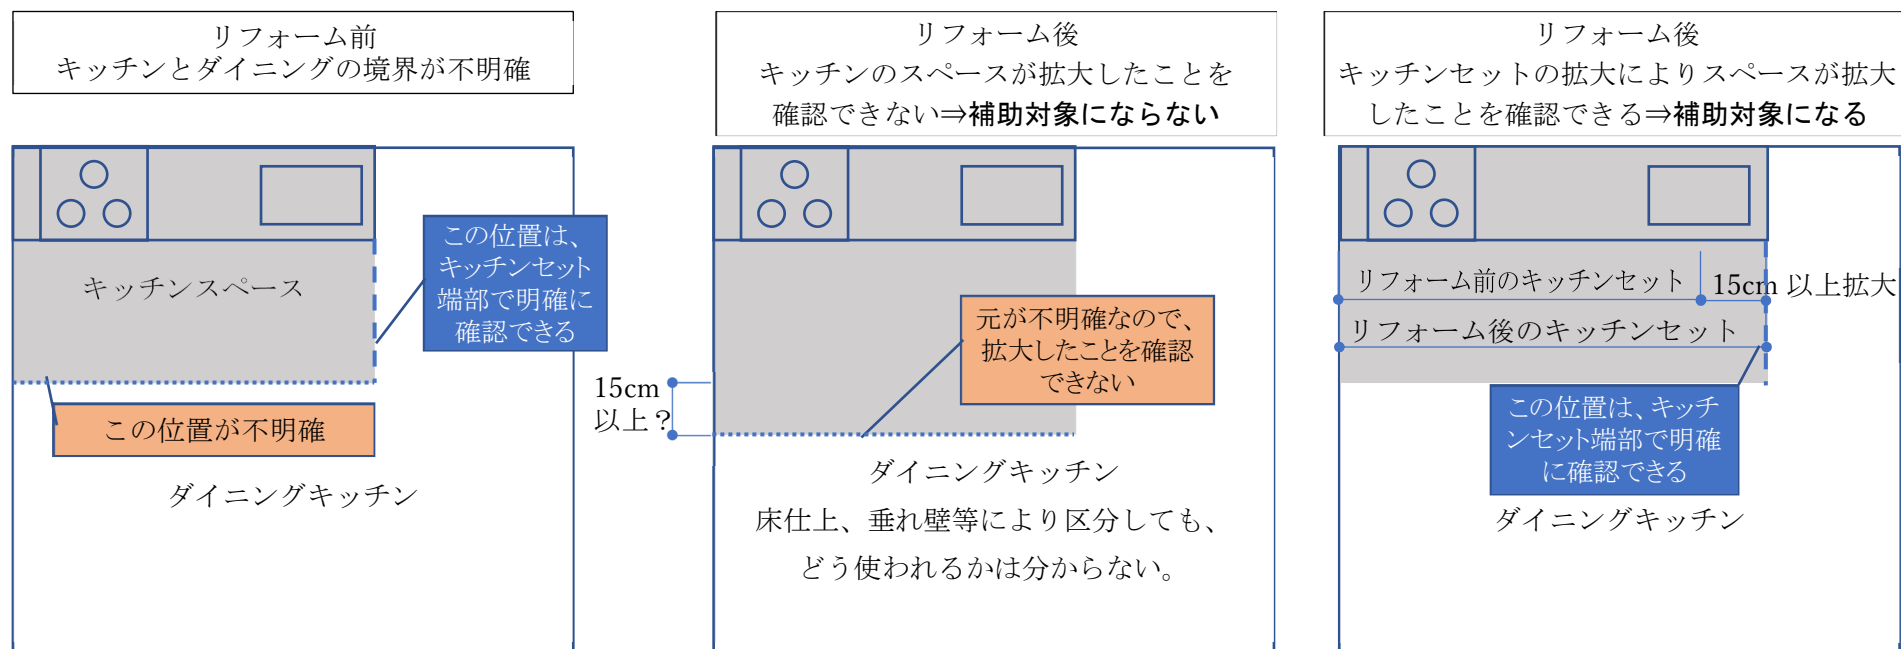 リフォーム前
キッチンとダイニングの境界が不明確
キッチンスペース
この位置は、
キッチンセット
端部で明確に
確認できる
この位置が不明確
ダイニングキッチン
リフォーム後
キッチンのスペースが拡大したことを
確認できない⇒補助対象にならない
元が不明確なので、
拡大したことを確認
できない
15cm
以上？
ダイニングキッチン
床仕上、垂れ壁等により区分しても、
どう使われるかは分からない。
リフォーム後
キッチンセットの拡大によりスペースが拡大
したことを確認できる⇒補助対象になる
リフォーム前のキッチンセット
15cm 以上拡大
リフォーム後のキッチンセット
この位置は、キッチ
ンセット端部で明確
に確認できる
ダイニングキッチン